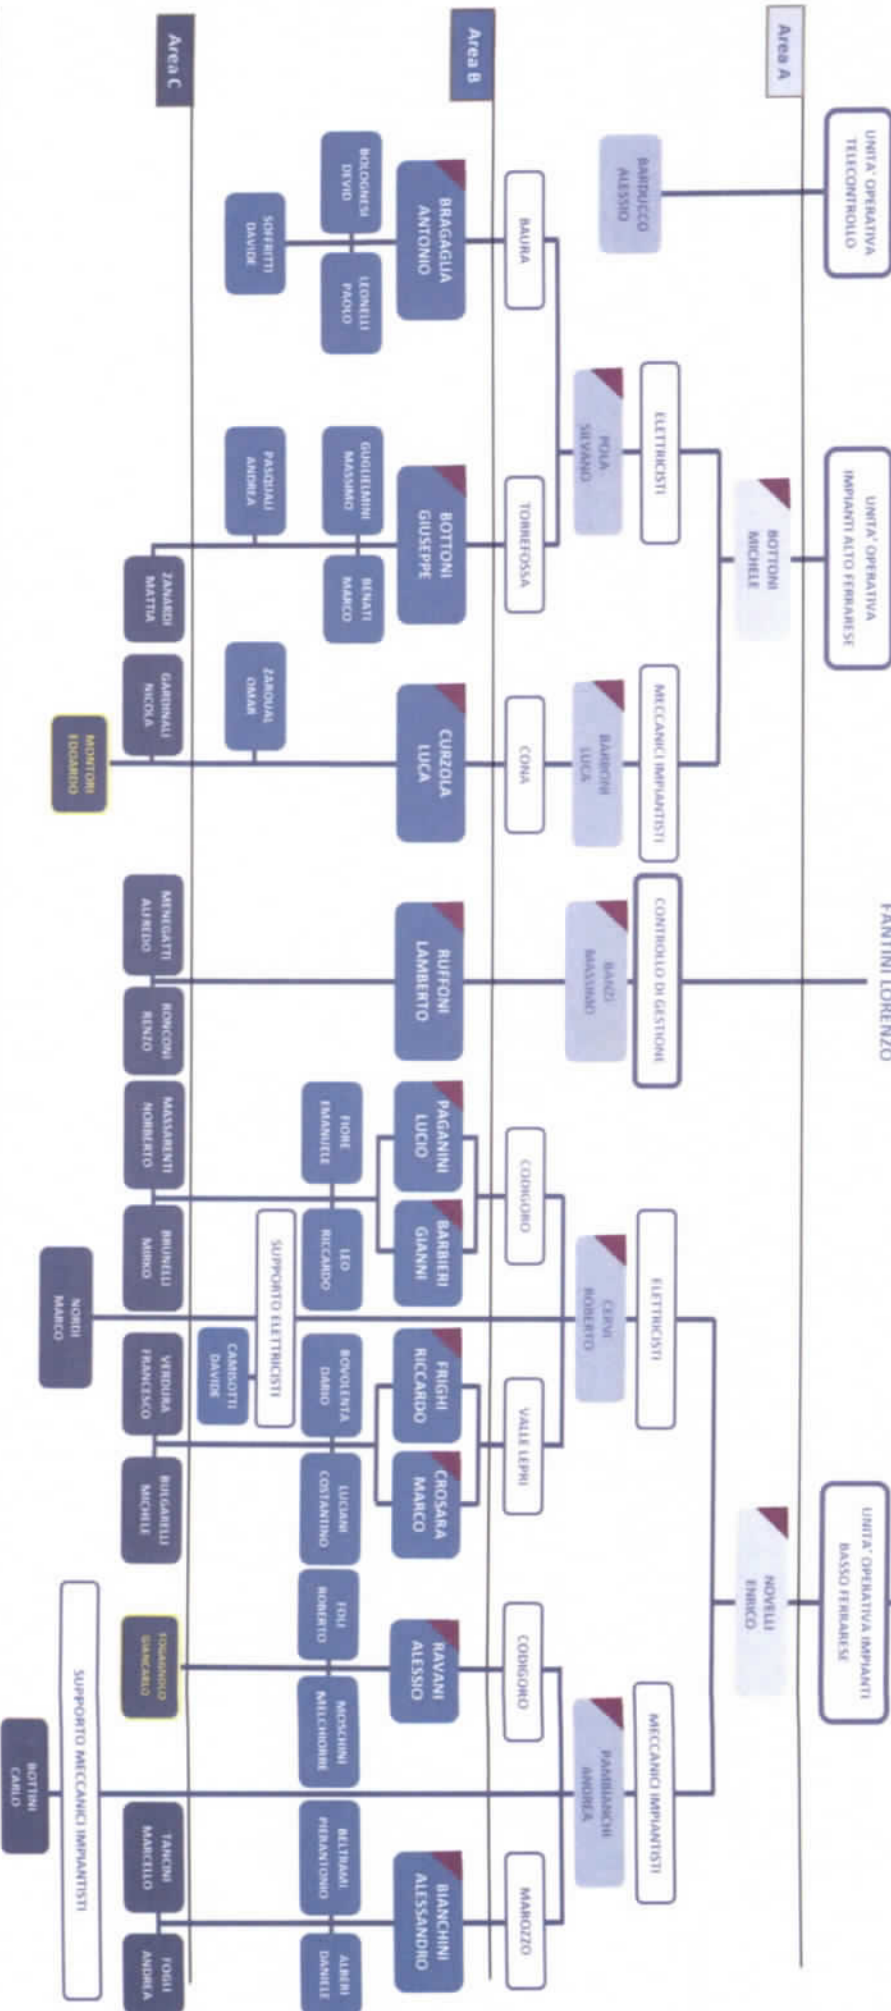 FANTINI LORENZO
UNITA' OPERATIVA
TELECONTROLLO
UNITA' OPERATIVA
IMPIANTI ALTO FERRARESE
UNITA' OPERATIVA IMPIANTI
BASSO FERRARESE
Area A
BOTTONI
MICHELE
NOVELLI
ENRICO
BARDUCCO
ALESSIO
ELETTRICISTI
MECCANICI IMPIANTISTI
CONTROLLO DI GESTIONE
ELETTRICISTI
MECCANICI IMPIANTISTI
POLA
SILVANO
BARBONI
LUCA
BANZI
MASSIMO
CERVI
ROBERTO
PAMBIANCHI
ANDREA
BAURA
TORREFOSSA
CONA
CODIGORO
VALLE LEPRI
CODIGORO
MAROZZO
Area B
BRAGAGLIA
ANTONIO
BOTTONI
GIUSEPPE
CURZOLA
LUCA
RUFFONI
LAMBERTO
PAGANINI
LUCIO
BARBIERI
GIANNI
FRIGHI
RICCARDO
CROSARA
MARCO
RAVANI
ALESSIO
BIANCHINI
ALESSANDRO
BOLOGNESI
DEVID
LEONELLI
PAOLO
GUGLIELMINI
MASSIMO
BENATI
MARCO
FIORE
EMANUELE
LEO
RICCARDO
BOVOLENTA
DARIO
LUCIANI
COSTANTINO
FOLI
ROBERTO
MOSCHINI
MELCHIORRE
BELTRAMI
PIERANTONIO
ALBERI
DANIELE
SOFFRITTI
DAVIDE
PASQUALI
ANDREA
ZAROUAL
OMAR
SUPPORTO ELETTRICISTI
CAMISOTTI
DAVIDE
Area C
ZANARDI
MATTIA
GARDINALI
NICOLA
MENEGATTI
ALFREDO
RONCONI
RENZO
MASSARENTI
NORBERTO
BRUNELLI
MIRKO
VERDURA
FRANCESCO
BULGARELLI
MICHELE
FOGAGNOLO
GIANCARLO
TANCINI
MARCELLO
FOGLI
ANDREA
MONTORI
EDOARDO
NORDI
MARCO
SUPPORTO MECCANICI IMPIANTISTI
BOTTINI
CARLO